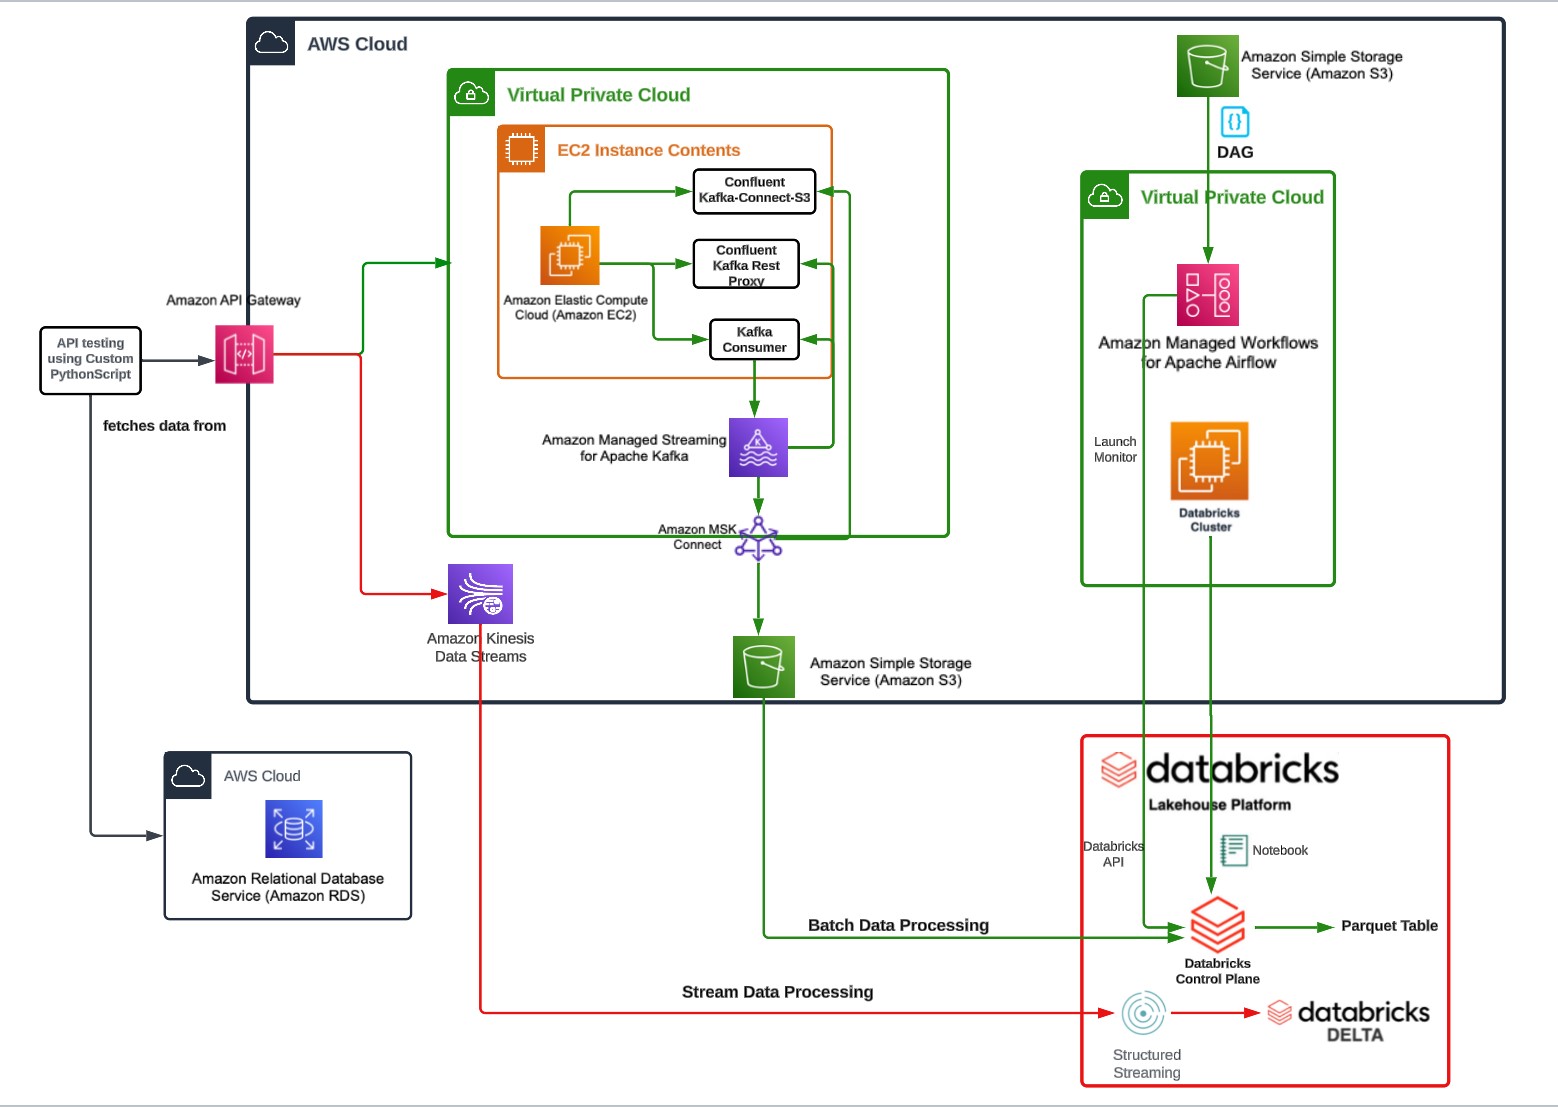 AWS Cloud
Amazon Simple Storage
Service (Amazon S3)
DAG
Virtual Private Cloud
EC2 Instance Contents
Confluent
Kafka-Connect-S3
Confluent
Kafka Rest
Proxy
Amazon Elastic Compute
Cloud (Amazon EC2)
Kafka
Consumer
Virtual Private Cloud
Amazon Managed Workflows
for Apache Airflow
Launch
Monitor
Databricks
Cluster
Amazon API Gateway
API testing
using Custom
PythonScript
fetches data from
Amazon Managed Streaming
for Apache Kafka
K
Amazon MSK
Connect
Amazon Kinesis
Data Streams
Amazon Simple Storage
Service (Amazon S3)
AWS Cloud
Amazon Relational Database
Service (Amazon RDS)
databricks
Lakehouse Platform
Databricks
API
Notebook
Batch Data Processing
Parquet Table
Databricks
Control Plane
Stream Data Processing
Structured
Streaming
databricks
DELTA